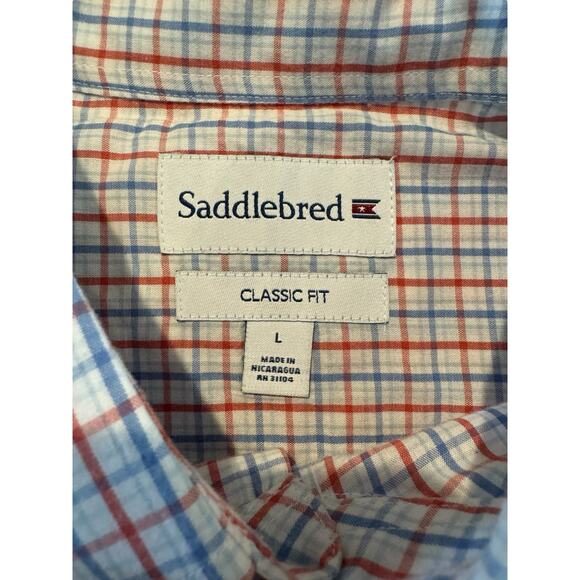 Saddlebred
CLASSIC FIT
L
MADE IN
NICARAGUA
RN 31104